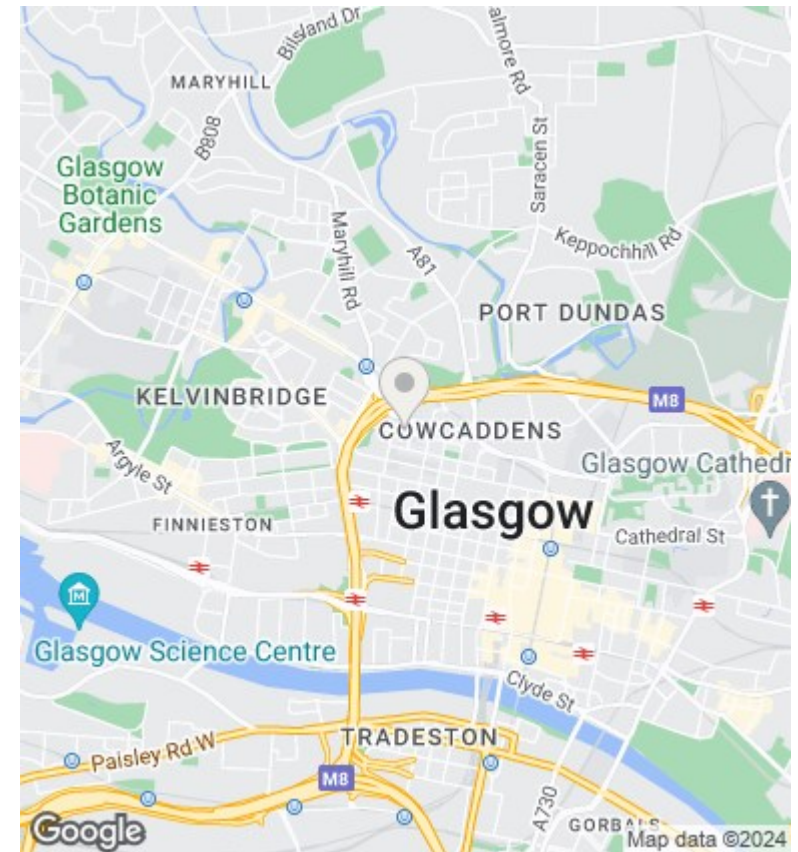 Bilsland Dr
almore Rd
MARYHILL
B808
Saracen St
Glasgow
Botanic
Gardens
Maryhill Rd
A81
Keppochhill Rd
PORT DUNDAS
KELVINBRIDGE
M8
COWCADDENS
Argyle St
Glasgow Cathedr
Glasgow
FINNIESTON
Cathedral St
M
Glasgow Science Centre
Clyde St
TRADESTON
Paisley Rd W
M8
A730
GORBALS
Google
Map data ©2024